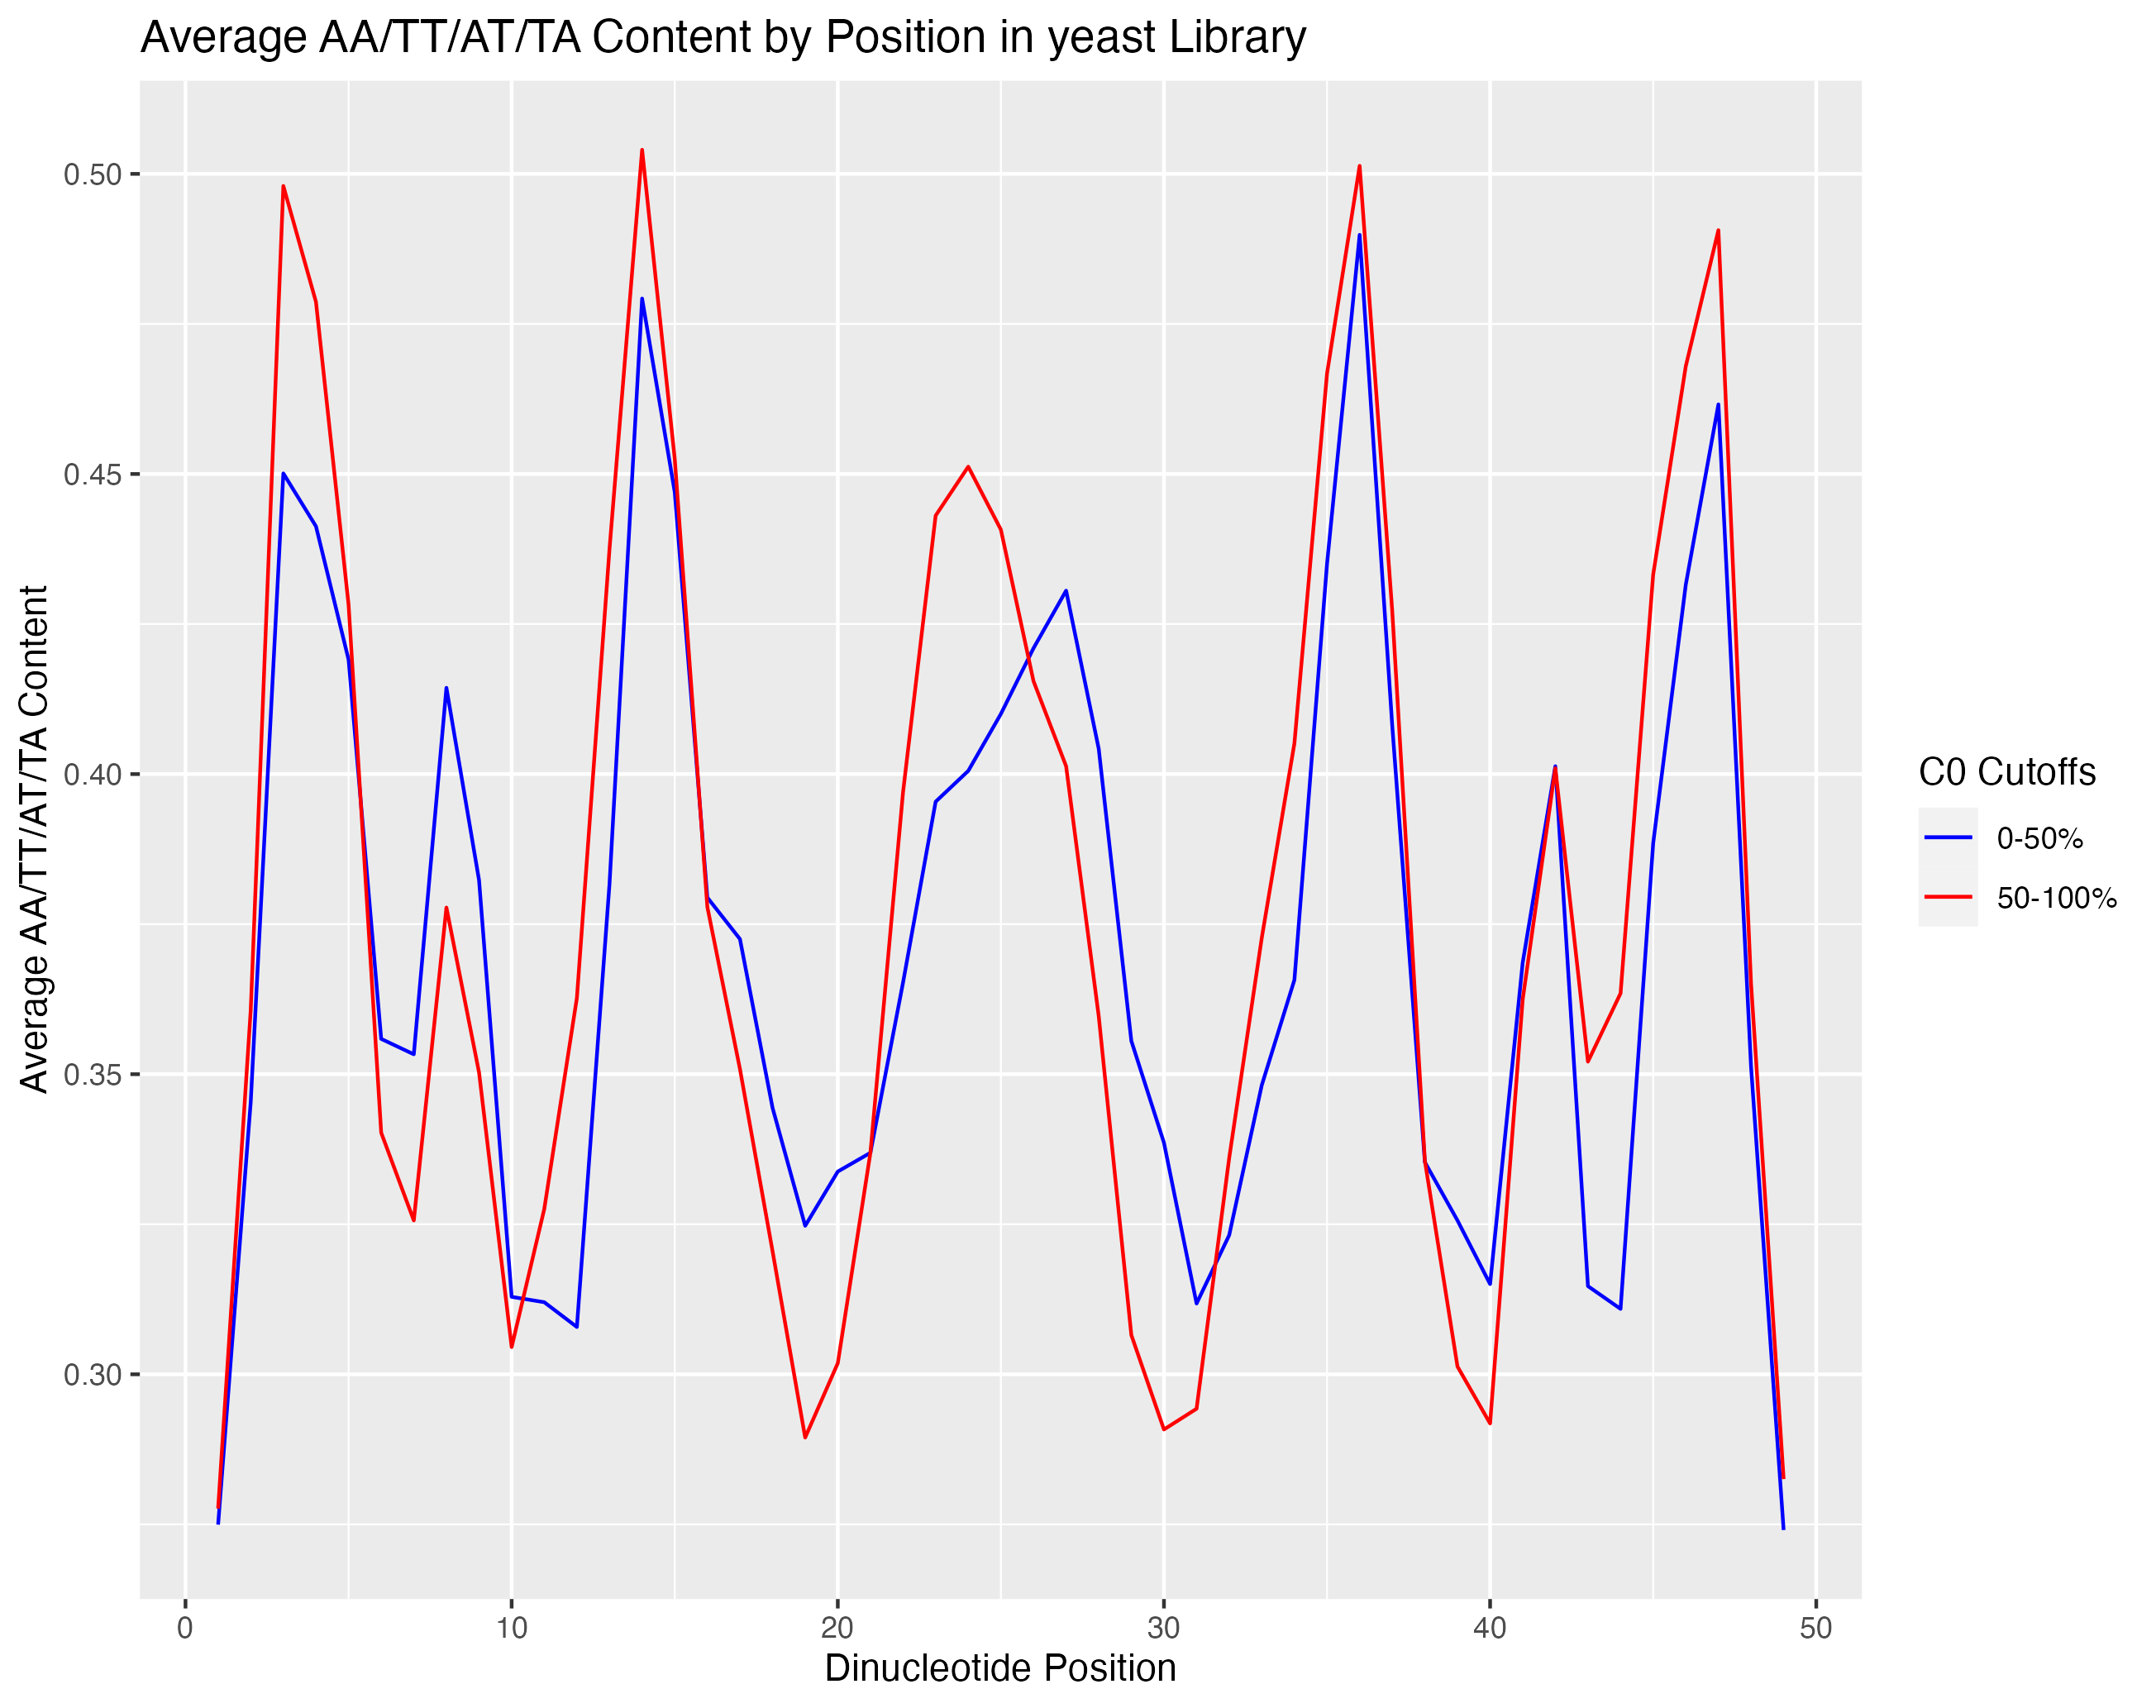 Average AA/TT/AT/TA Content by Position in yeast Library
Average AA/TT/AT/TA Content
0.50
0.45
0.40
0.35
0.30
0 10 20 30 40 50
Dinucleotide Position
C0 Cutoffs
0-50%
50-100%